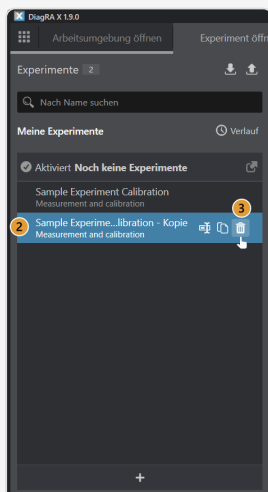 DiagRA X 1.9.0
Arbeitsumgebung öffnen Experiment öffn
Experimente 2
Nach Name suchen
Meine Experimente Verlauf
Aktiviert Noch keine Experimente
Sample Experiment Calibration
Measurement and calibration
3
2 Sample Experime...libration - Kopie
Measurement and calibration